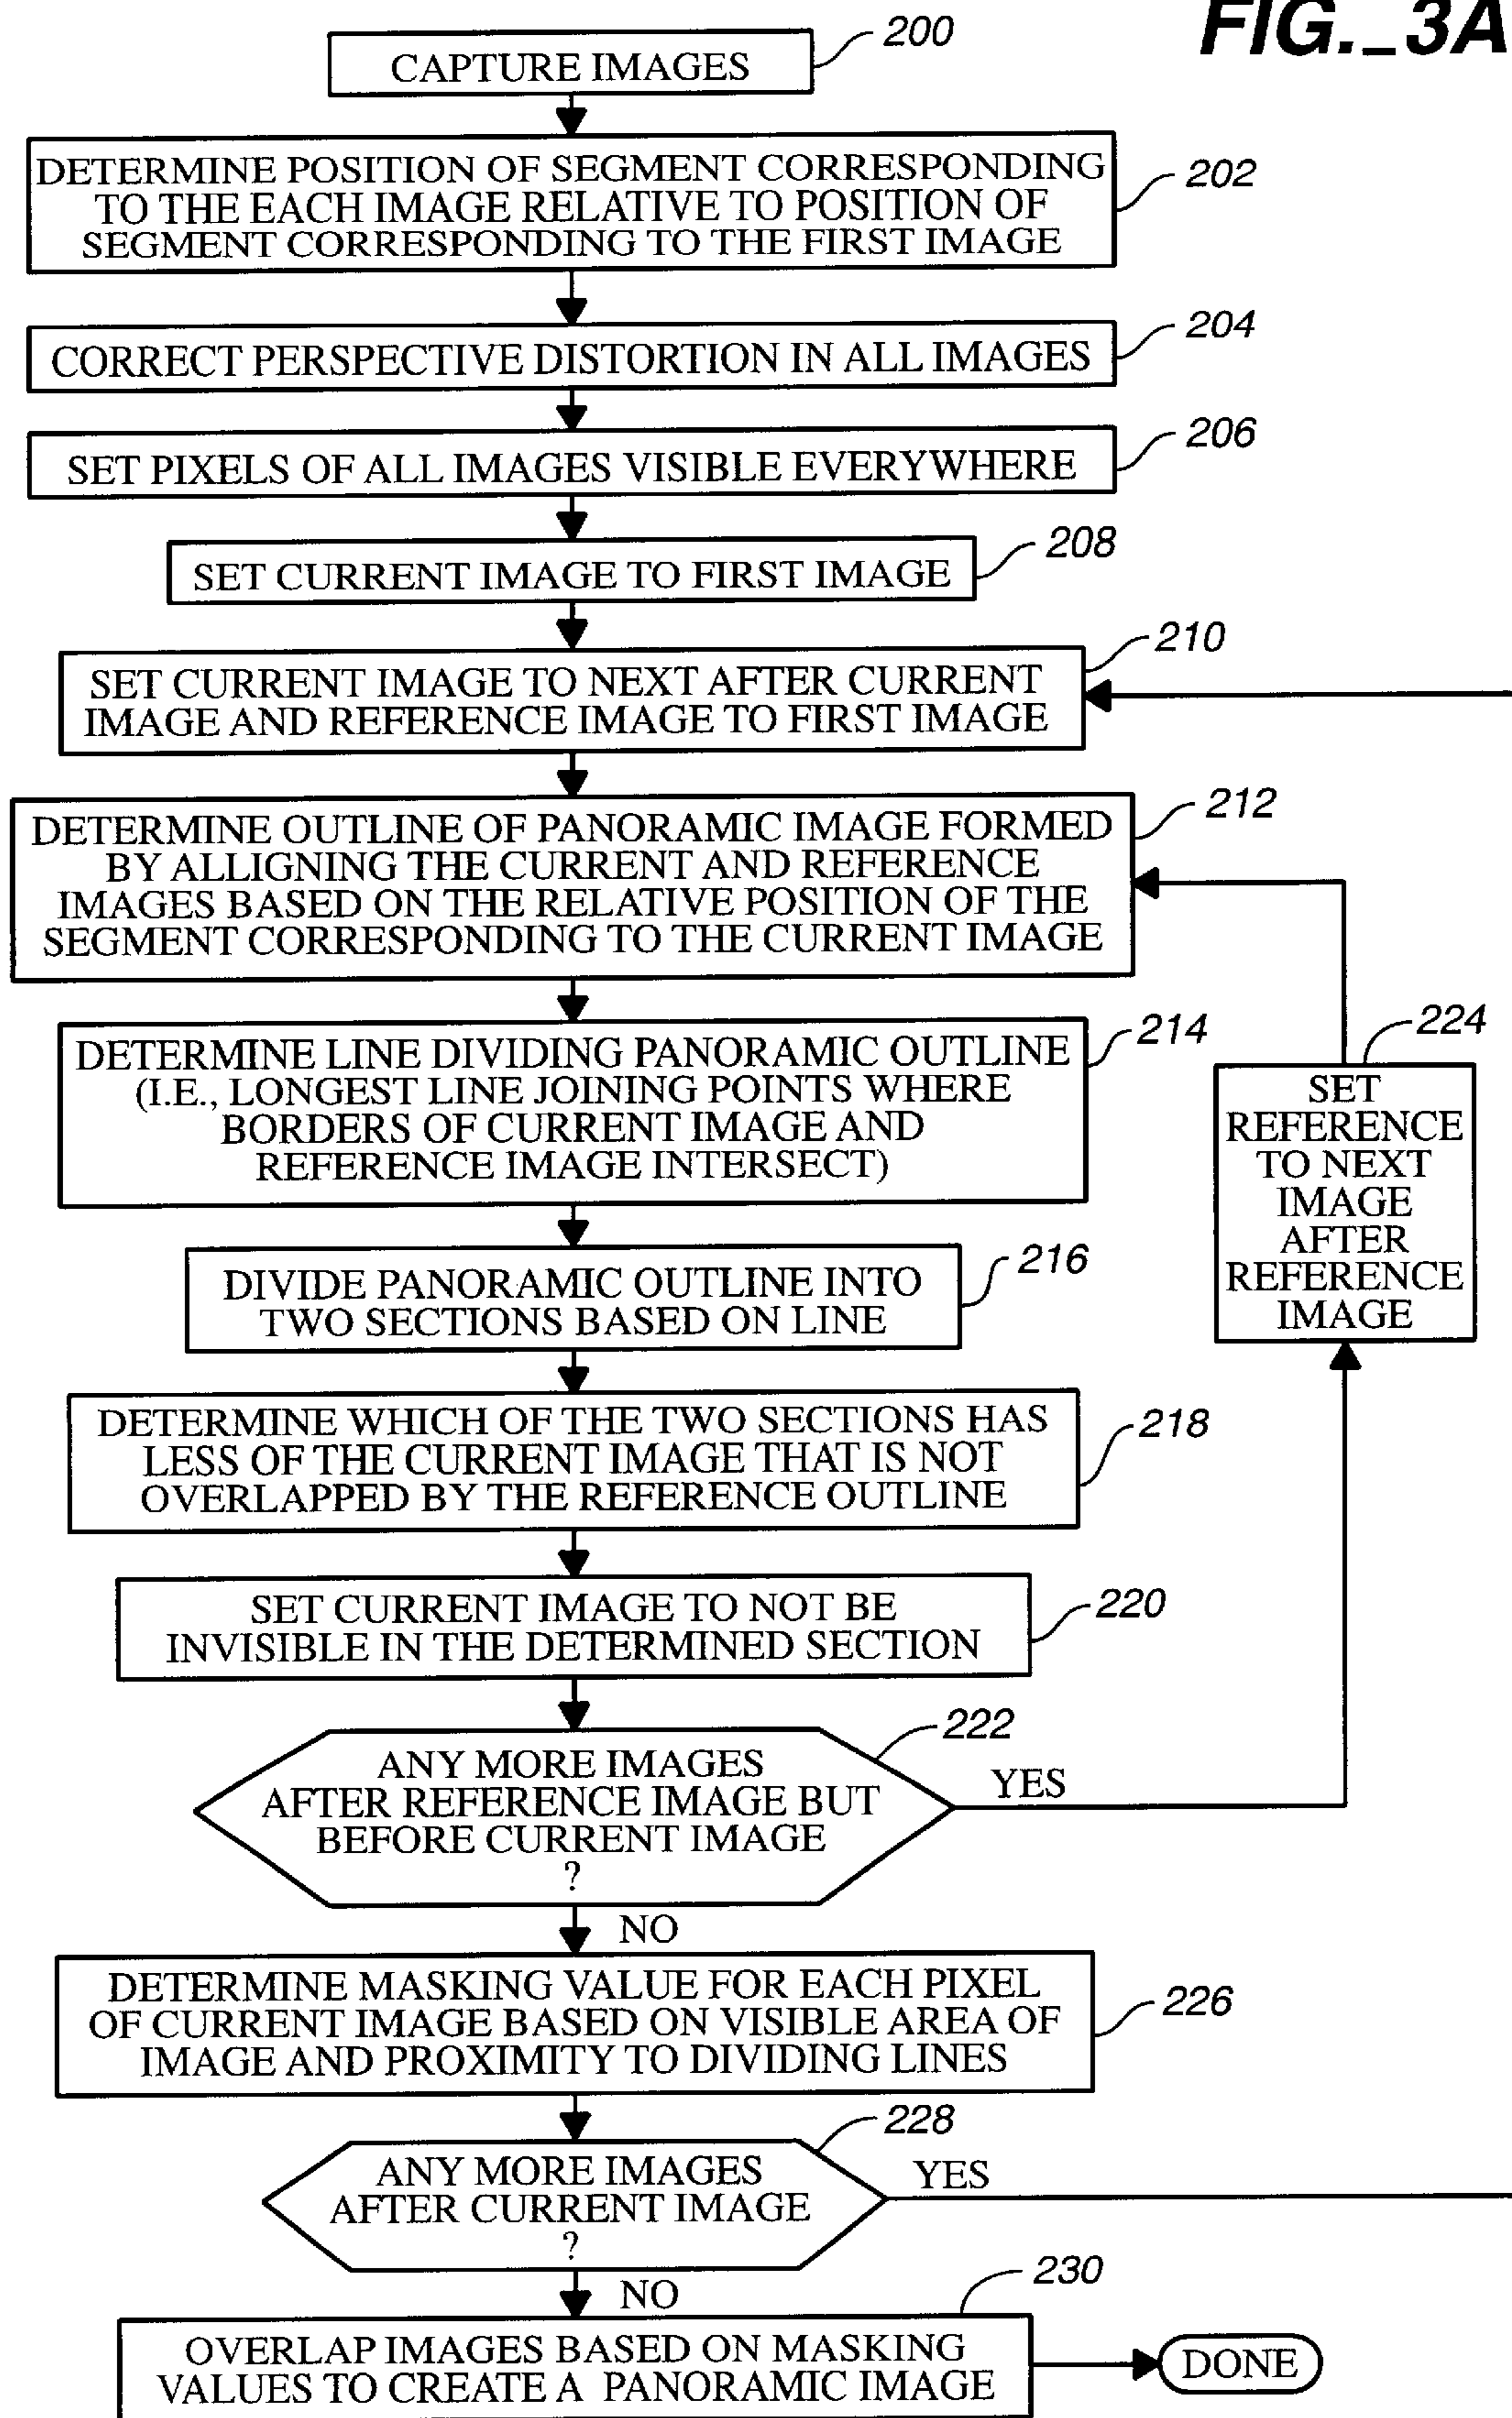 FIG._3A
CAPTURE IMAGES
200
DETERMINE POSITION OF SEGMENT CORRESPONDING
TO THE EACH IMAGE RELATIVE TO POSITION OF
SEGMENT CORRESPONDING TO THE FIRST IMAGE
202
CORRECT PERSPECTIVE DISTORTION IN ALL IMAGES
204
SET PIXELS OF ALL IMAGES VISIBLE EVERYWHERE
206
SET CURRENT IMAGE TO FIRST IMAGE
208
SET CURRENT IMAGE TO NEXT AFTER CURRENT
IMAGE AND REFERENCE IMAGE TO FIRST IMAGE
210
DETERMINE OUTLINE OF PANORAMIC IMAGE FORMED
BY ALLIGNING THE CURRENT AND REFERENCE
IMAGES BASED ON THE RELATIVE POSITION OF THE
SEGMENT CORRESPONDING TO THE CURRENT IMAGE
212
DETERMINE LINE DIVIDING PANORAMIC OUTLINE
(I.E., LONGEST LINE JOINING POINTS WHERE
BORDERS OF CURRENT IMAGE AND
REFERENCE IMAGE INTERSECT)
214
SET
REFERENCE
TO NEXT
IMAGE
AFTER
REFERENCE
IMAGE
224
DIVIDE PANORAMIC OUTLINE INTO
TWO SECTIONS BASED ON LINE
216
DETERMINE WHICH OF THE TWO SECTIONS HAS
LESS OF THE CURRENT IMAGE THAT IS NOT
OVERLAPPED BY THE REFERENCE OUTLINE
218
SET CURRENT IMAGE TO NOT BE
INVISIBLE IN THE DETERMINED SECTION
220
ANY MORE IMAGES
AFTER REFERENCE IMAGE BUT
BEFORE CURRENT IMAGE
?
222
YES
NO
DETERMINE MASKING VALUE FOR EACH PIXEL
OF CURRENT IMAGE BASED ON VISIBLE AREA OF
IMAGE AND PROXIMITY TO DIVIDING LINES
226
ANY MORE IMAGES
AFTER CURRENT IMAGE
?
228
YES
NO
OVERLAP IMAGES BASED ON MASKING
VALUES TO CREATE A PANORAMIC IMAGE
230
DONE